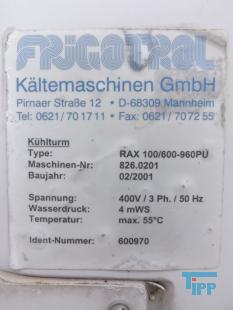 FRIGOTROL
Kältemaschinen GmbH
Pirnaer Straße 12 • D-68309 Mannheim
Tel: 0621/ 70 17 11 • Fax: 0621/ 70 72 55
Kühlturm
Type: RAX 100/600-960PU
Maschinen-Nr: 826.0201
Baujahr: 02/2001
Spannung: 400V / 3 Ph. / 50 Hz
Wasserdruck: 4 mWS
Temperatur: max. 55°C
Ident-Nummer: 600970
TIPP